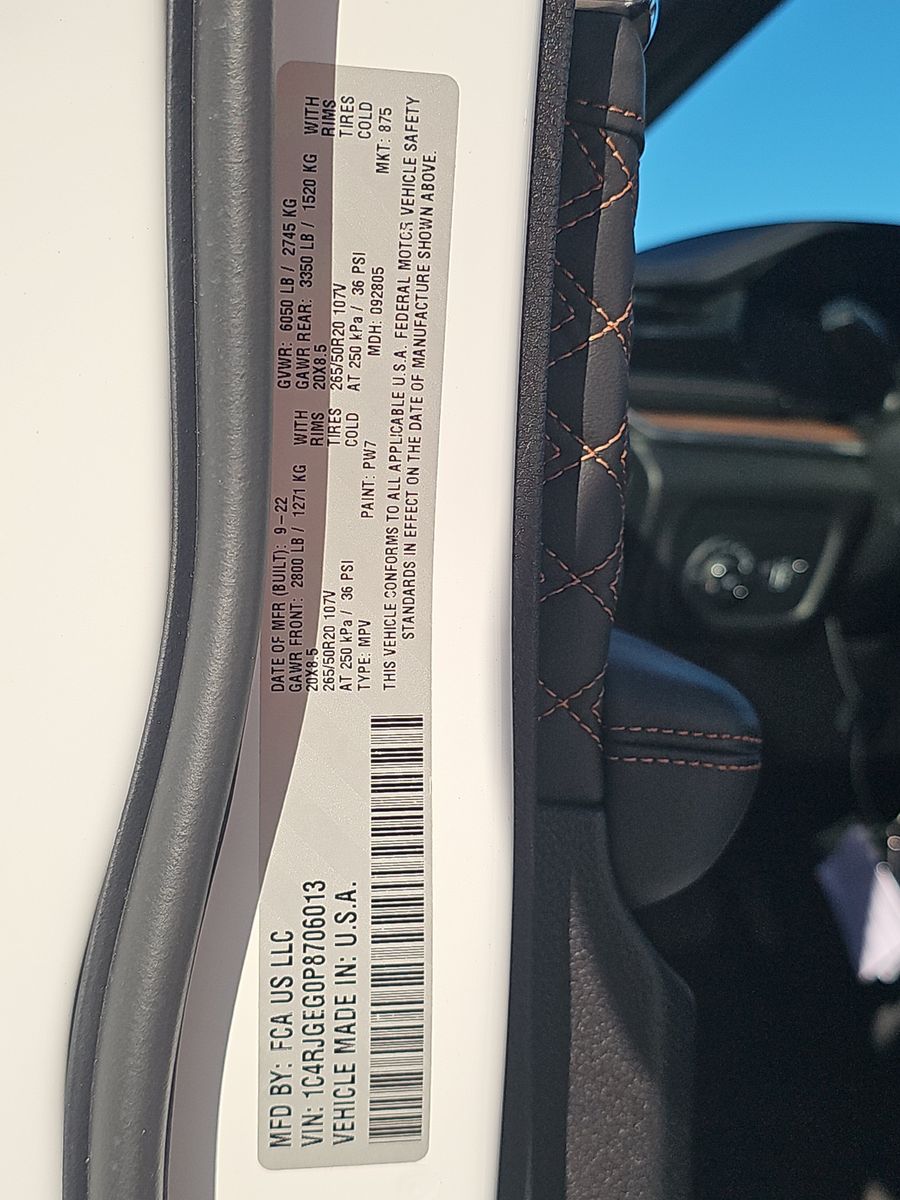 MFD BY: FCA US LLC
VIN: 1C4RJGEG0P8706013
VEHICLE MADE IN: U.S.A.
DATE OF MFR (BUILT): 9-22 GVWR: 6050 LB / 2745 KG
GAWR FRONT: 2800 LB / 1271 KG WITH GAWR REAR: 3350 LB / 1520 KG WITH
20X8.5 RIMS 20X8.5 RIMS
265/50R20 107V TIRES 265/50R20 107V TIRES
AT 250 kPa / 36 PSI COLD AT 250 kPa / 36 PSI COLD
TYPE: MPV PAINT: PW7 MDH: 092805 MKT: 875
THIS VEHICLE CONFORMS TO ALL APPLICABLE U.S.A. FEDERAL MOTOR VEHICLE SAFETY
STANDARDS IN EFFECT ON THE DATE OF MANUFACTURE SHOWN ABOVE.